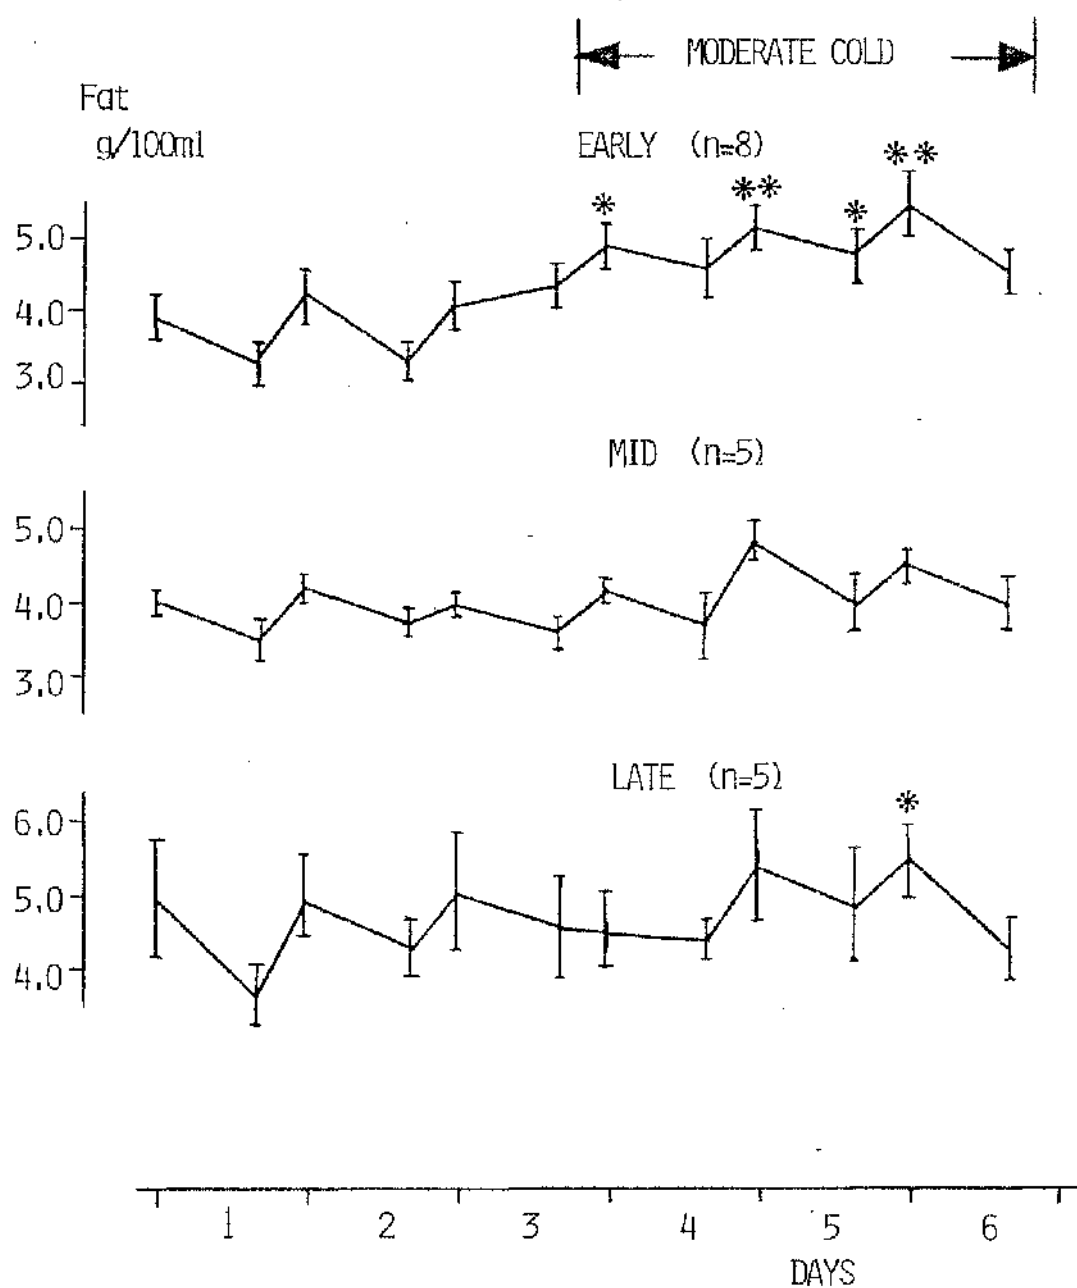 MODERATE COLD
Fat
g/100ml
EARLY (n=8)
* ** * **
5.0
4.0
3.0
MID (n=5)
5.0
4.0
3.0
LATE (n=5)
*
6.0
5.0
4.0
1 2 3 4 5 6
DAYS